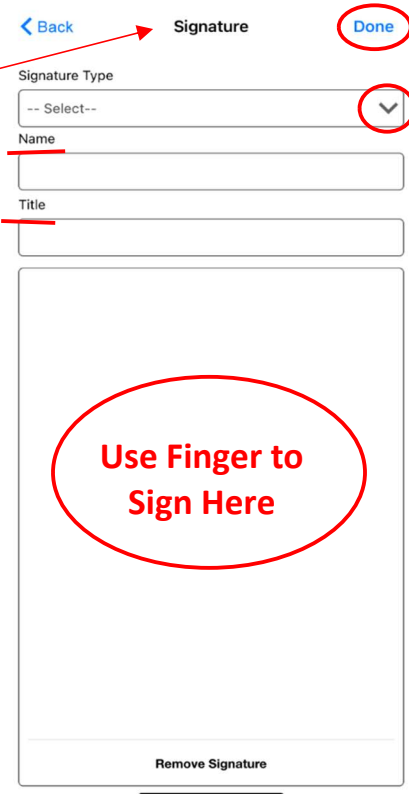 Back Signature Done
Signature Type
-- Select--
Name
Title
Use Finger to
Sign Here
Remove Signature